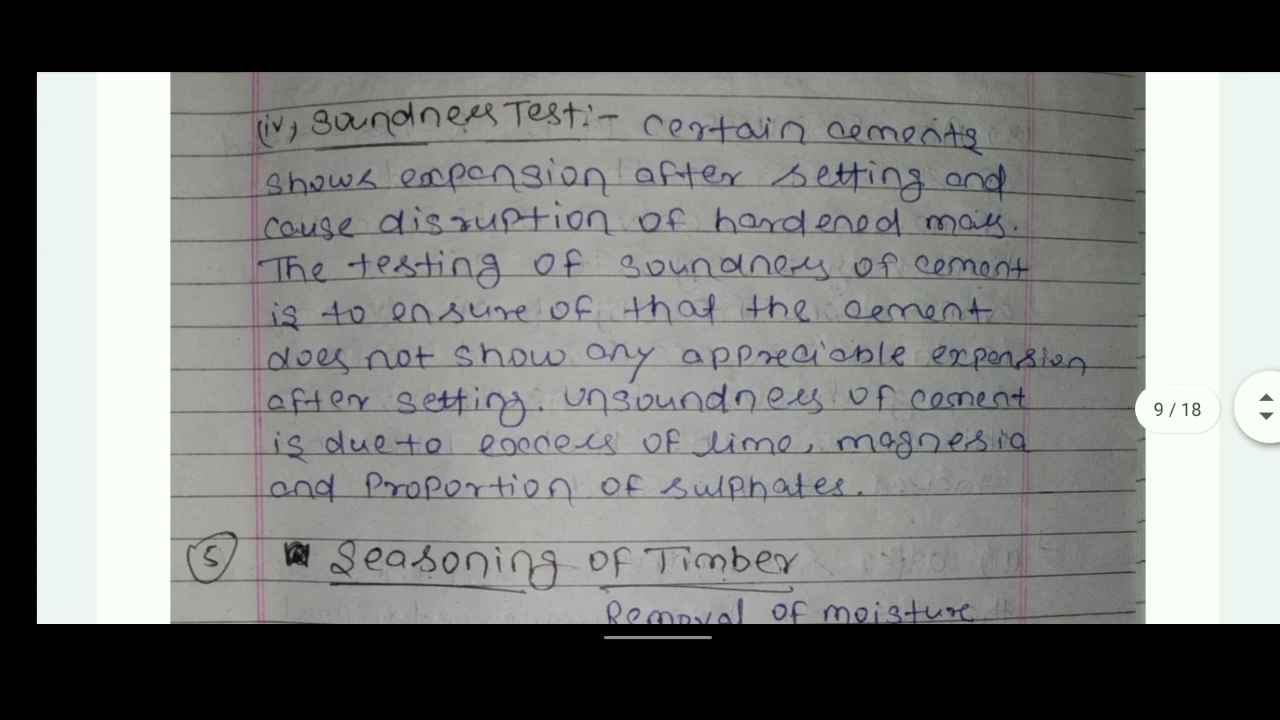 (iv) Soundness Test:- Certain cements
shows expansion after setting and
cause disruption of hardened mass.
The testing of soundness of cement
is to ensure of that the cement
does not show any appreciable expension
after setting. Unsoundness of cement
is due to excess of lime, magnesia
and Proportion of sulphates.
9 / 18
5 Seasoning of Timber
Removal of moisture